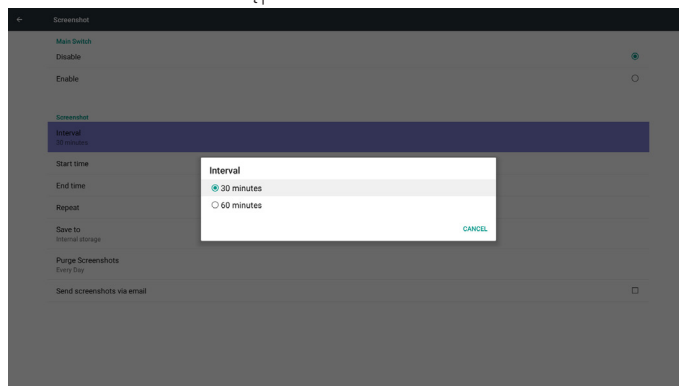 Screenshot
Main Switch
Disable
Enable
Screenshot
Interval
30 minutes
Start time
End time
Repeat
Save to
Internal storage
Purge Screenshots
Every Day
Send screenshots via email
Interval
30 minutes
60 minutes
CANCEL